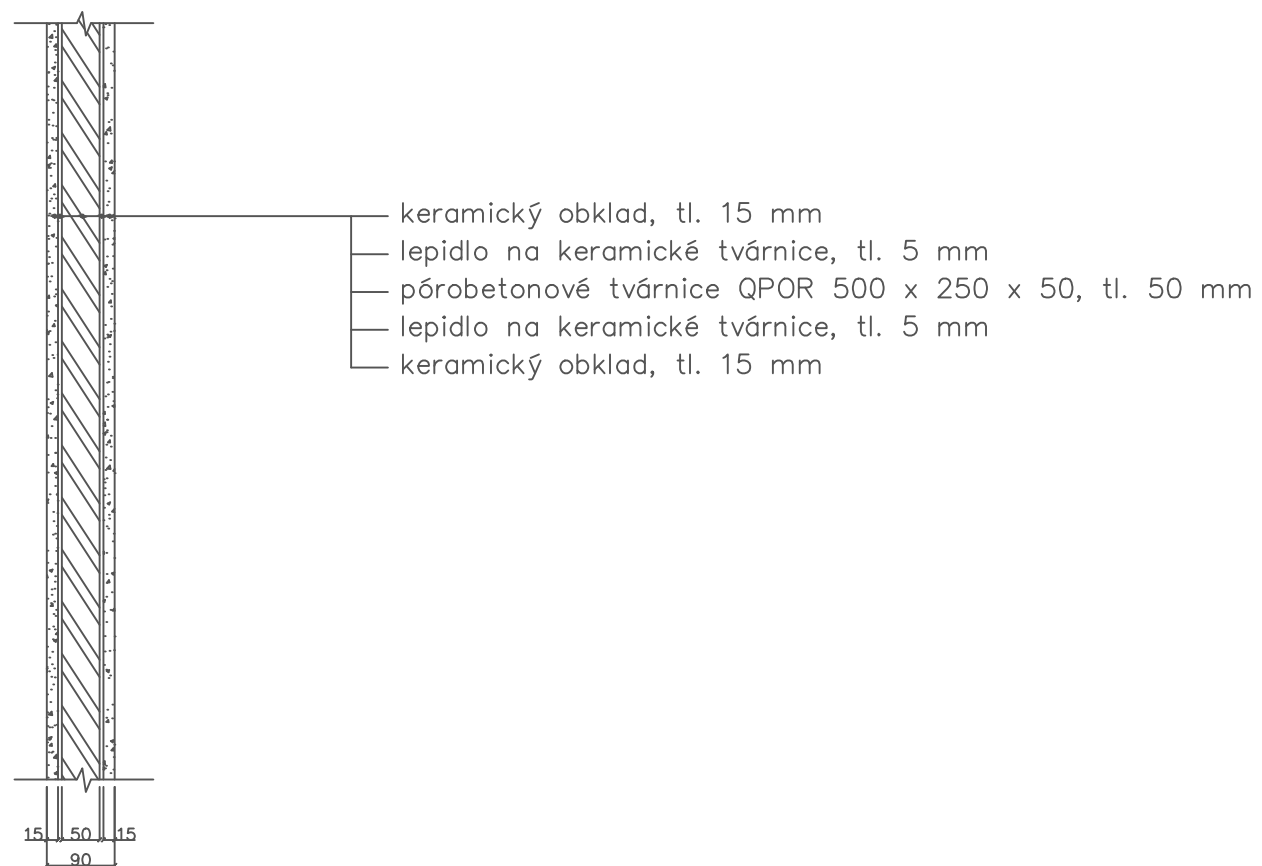 keramický obklad, tl. 15 mm
lepidlo na keramické tvárnice, tl. 5 mm
pórobetonové tvárnice QPOR 500 x 250 x 50, tl. 50 mm
lepidlo na keramické tvárnice, tl. 5 mm
keramický obklad, tl. 15 mm
15 50 15
90